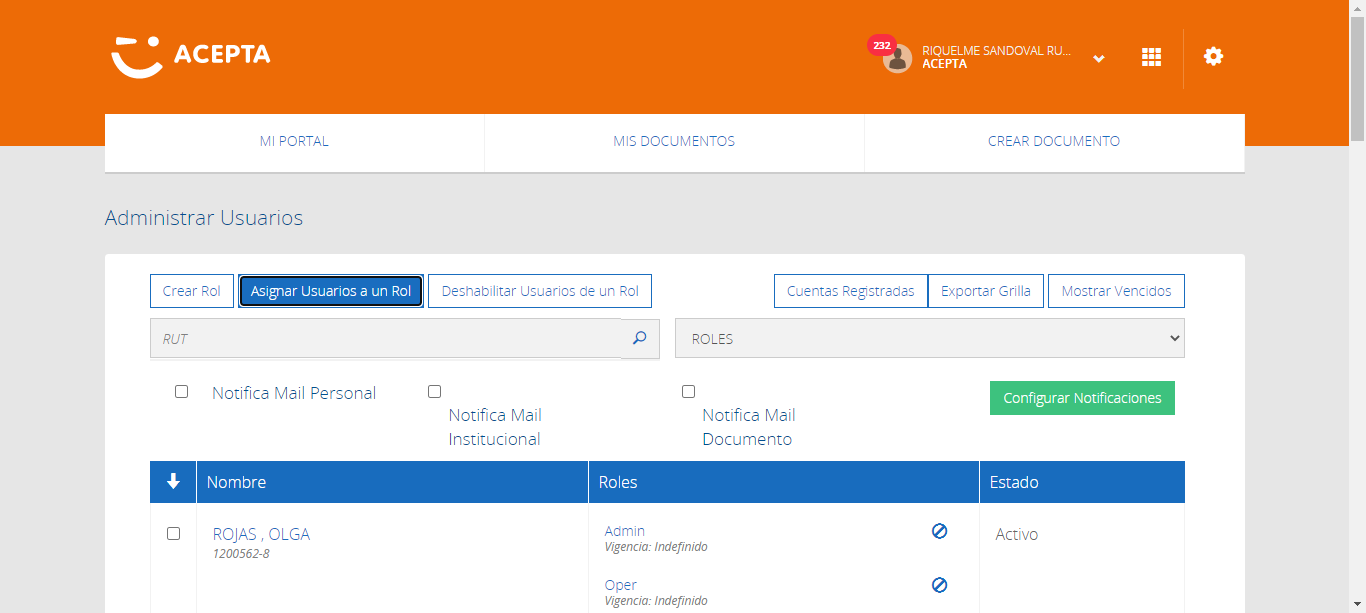 ACEPTA
232
RIQUELME SANDOVAL RU...
ACEPTA
MI PORTAL
MIS DOCUMENTOS
CREAR DOCUMENTO
Administrar Usuarios
Crear Rol
Asignar Usuarios a un Rol
Deshabilitar Usuarios de un Rol
Cuentas Registradas
Exportar Grilla
Mostrar Vencidos
RUT
ROLES
Notifica Mail Personal
Notifica Mail
Institucional
Notifica Mail
Documento
Configurar Notificaciones
Nombre
Roles
Estado
ROJAS , OLGA
1200562-8
Admin
Vigencia: Indefinido
Activo
Oper
Vigencia: Indefinido